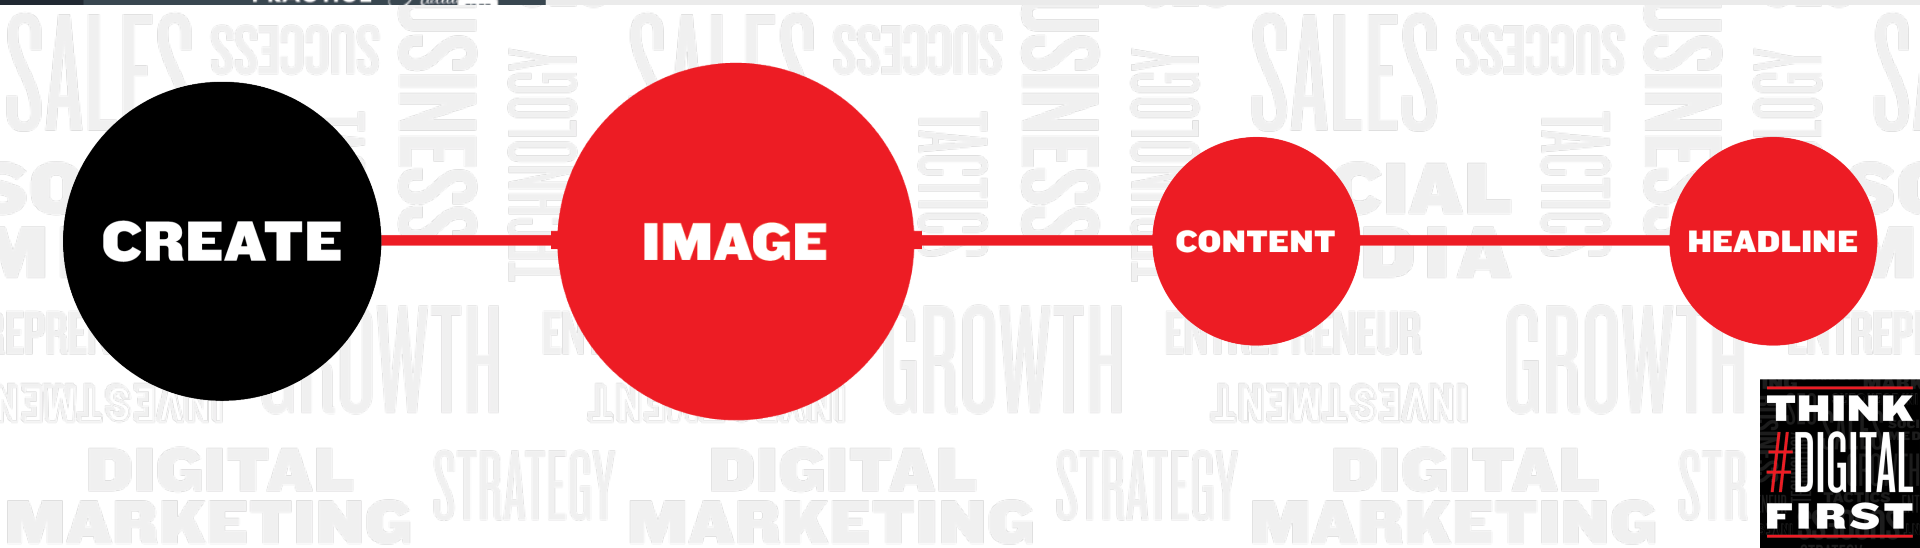 PRACTICE
CREATE
IMAGE
CONTENT
HEADLINE
THINK
#DIGITAL
FIRST
SALES
SUCCESS
BUSINESS
TECHNOLOGY
TACTICS
SOCIAL
MEDIA
ENTREPRENEUR
GROWTH
INVESTMENT
DIGITAL
MARKETING
STRATEGY